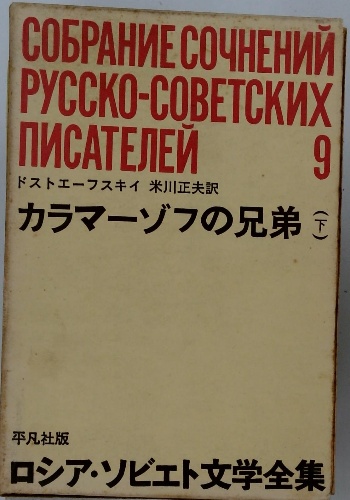 СОБРАНИЕ СОЧНЕНИЙ
РУССКО-СОВЕТСКИХ
ПИСАТЕЛЕЙ 9
ドストエーフスキイ 米川正夫訳
カラマーゾフの兄弟(下)
平凡社版
ロシア・ソビエト文学全集